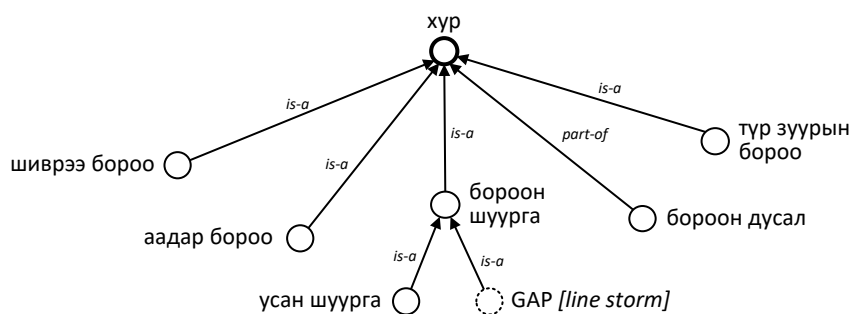 хур
is-a
is-a
түр зуурын
бороо
шиврээ бороо
is-a
is-a
part-of
бороон
шуурга
бороон дусал
аадар бороо
is-a
is-a
усан шуурга
GAP [line storm]